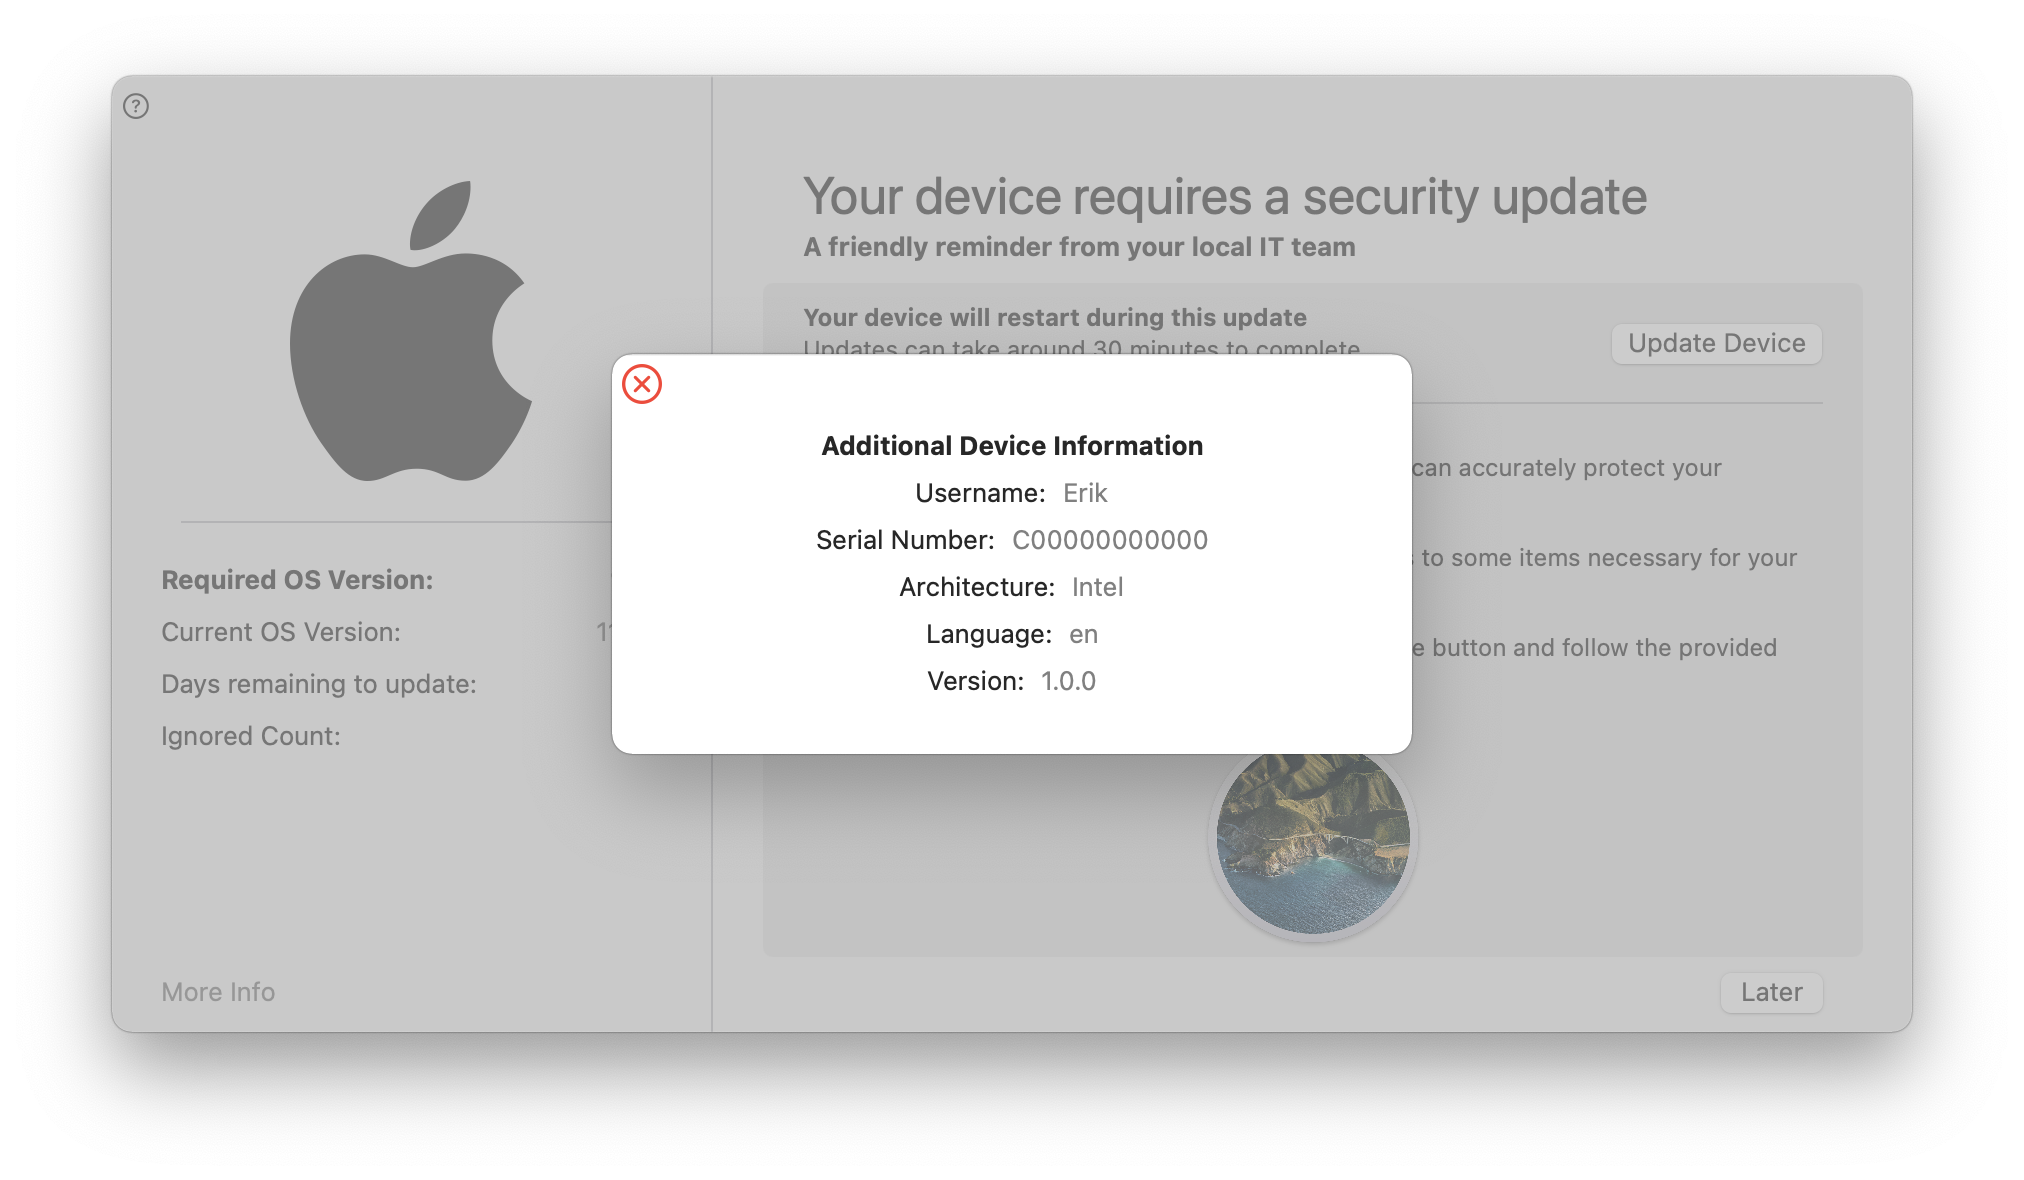 ?
Your device requires a security update
A friendly reminder from your local IT team
Your device will restart during this update
Updates can take around 30 minutes to complete
Update Device
Additional Device Information
Username: Erik
Serial Number: C00000000000
Architecture: Intel
Language: en
Version: 1.0.0
can accurately protect your
to some items necessary for your
button and follow the provided
Required OS Version:
Current OS Version:
Days remaining to update:
Ignored Count:
More Info
Later